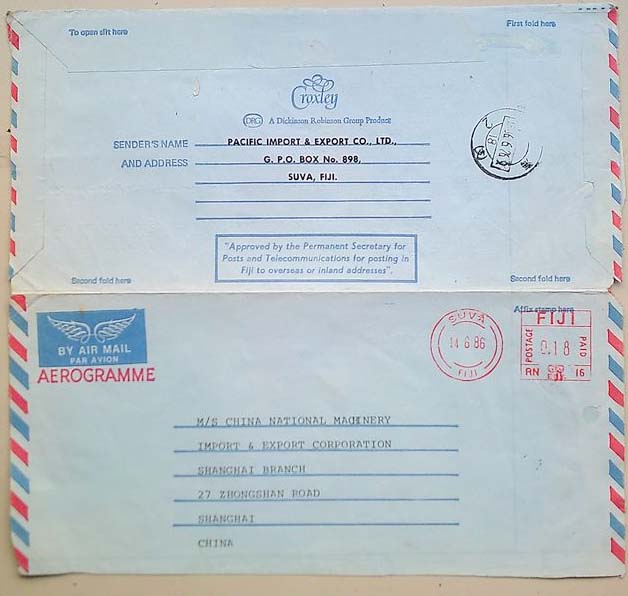 To open slit here
First fold here
Croxley
DRG A Dickinson Robinson Group Product
SENDER'S NAME PACIFIC IMPORT & EXPORT CO., LTD.,
AND ADDRESS G. P. O. BOX No. 898,
SUVA, FIJI.
"Approved by the Permanent Secretary for
Posts and Telecommunications for posting in
Fiji to overseas or inland addresses".
Second fold here
Second fold here
Affix stamp here
BY AIR MAIL
PAR AVION
AEROGRAMME
SUVA
14 6 86
FIJI
FIJI
POSTAGE 0.18 PAID
RN 16
M/S CHINA NATIONAL MACHINERY
IMPORT & EXPORT CORPORATION
SHANGHAI BRANCH
27 ZHONGSHAN ROAD
SHANGHAI
CHINA